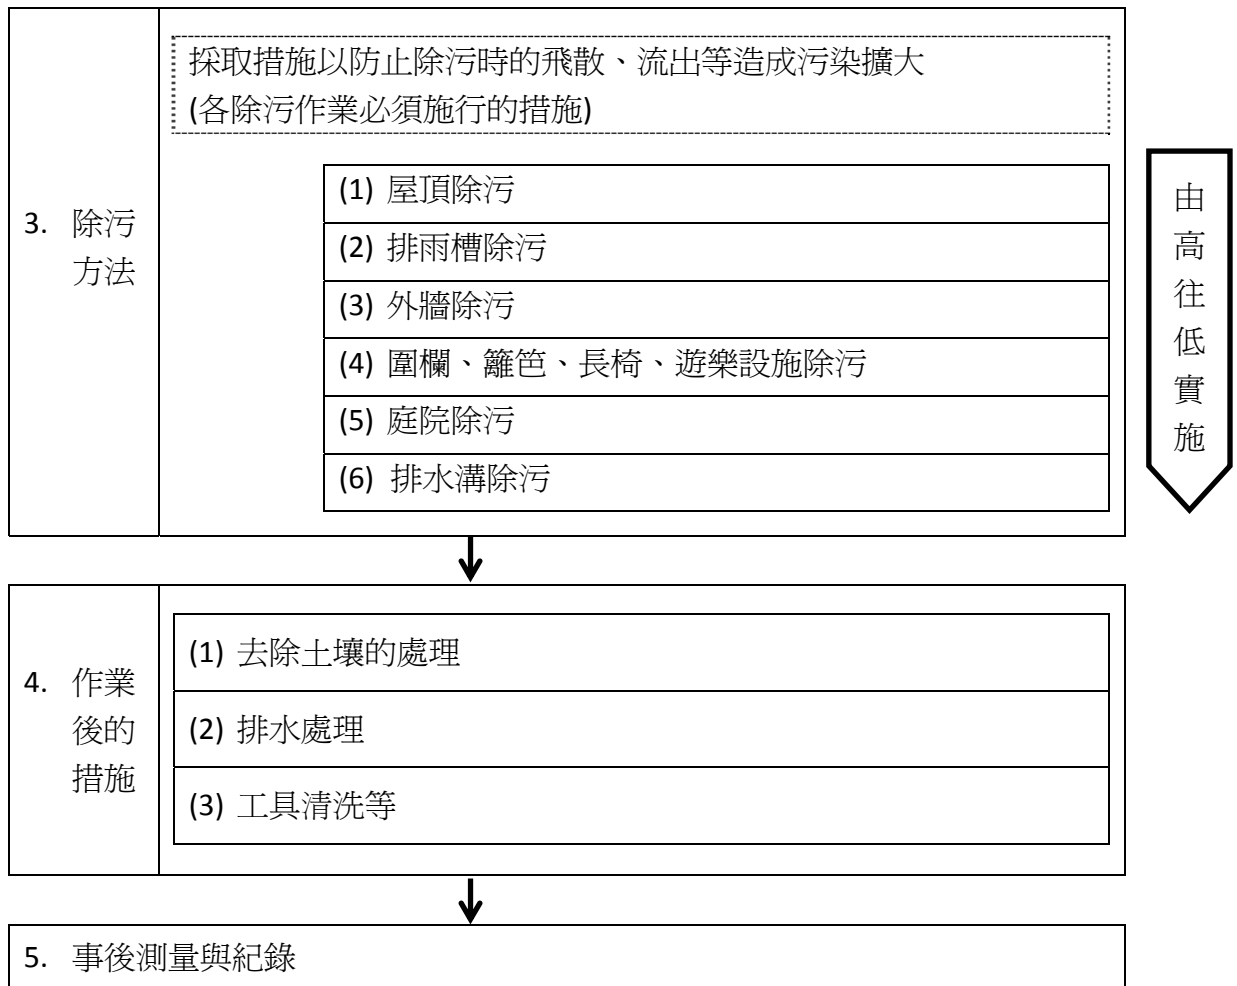 採取措施以防止除污時的飛散、流出等造成污染擴大
(各除污作業必須施行的措施)
3. 除污
方法
(1) 屋頂除污
(2) 排雨槽除污
(3) 外牆除污
(4) 圍欄、籬笆、長椅、遊樂設施除污
(5) 庭院除污
(6) 排水溝除污
由
高
往
低
實
施
4. 作業
後的
措施
(1) 去除土壤的處理
(2) 排水處理
(3) 工具清洗等
5. 事後測量與紀錄